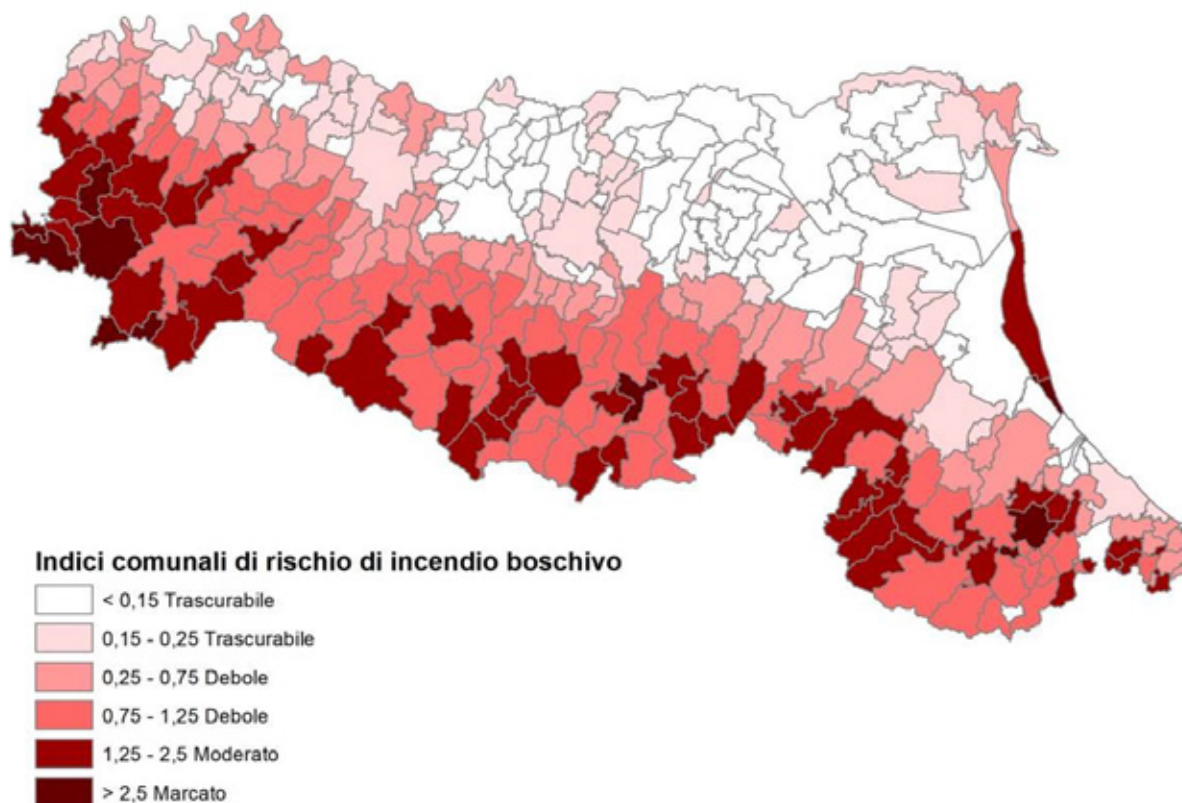 Indici comunali di rischio di incendio boschivo
< 0,15 Trascurabile
0,15 - 0,25 Trascurabile
0,25 - 0,75 Debole
0,75 - 1,25 Debole
1,25 - 2,5 Moderato
> 2,5 Marcato